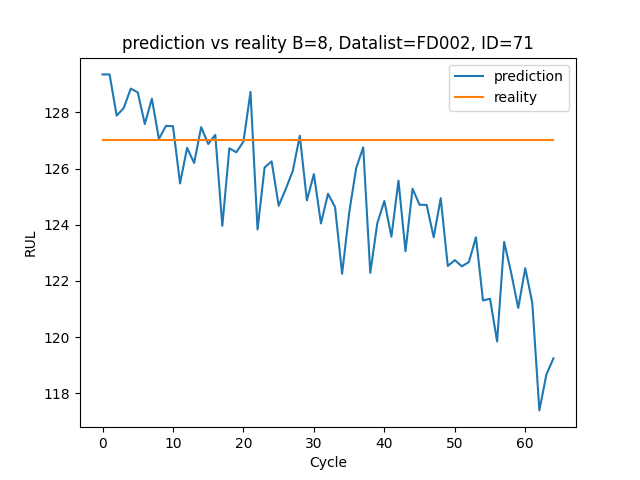 prediction vs reality B=8, Datalist=FD002, ID=71
prediction
reality
RUL
128
126
124
122
120
118
0 10 20 30 40 50 60
Cycle